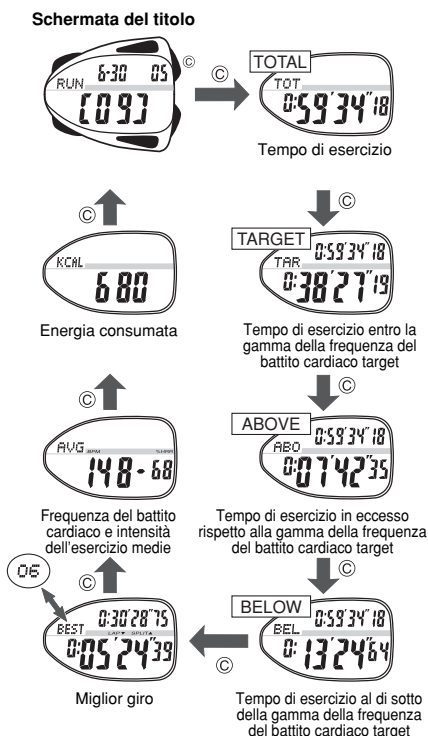 Schermata del titolo
RUN 6-30 05
[09]
©
©
TOTAL
TOT
0:59'34"18
Tempo di esercizio
©
TARGET
0:59'34"18
TAR
0:38'27"19
Tempo di esercizio entro la
gamma della frequenza del
battito cardiaco target
©
ABOVE
0:59'34"18
ABO
0:07'42"35
Tempo di esercizio in eccesso
rispetto alla gamma della frequenza
del battito cardiaco target
©
BELOW
0:59'34"18
BEL
0:13'24"64
Tempo di esercizio al di sotto
della gamma della frequenza
del battito cardiaco target
©
06
0:30'28"75
BEST
LAP▼ SPLIT▲
0:05'24"39
Miglior giro
©
AVG
BPM
148-68
Frequenza del battito
cardiaco e intensità
dell'esercizio medie
©
KCAL
680
Energia consumata
©